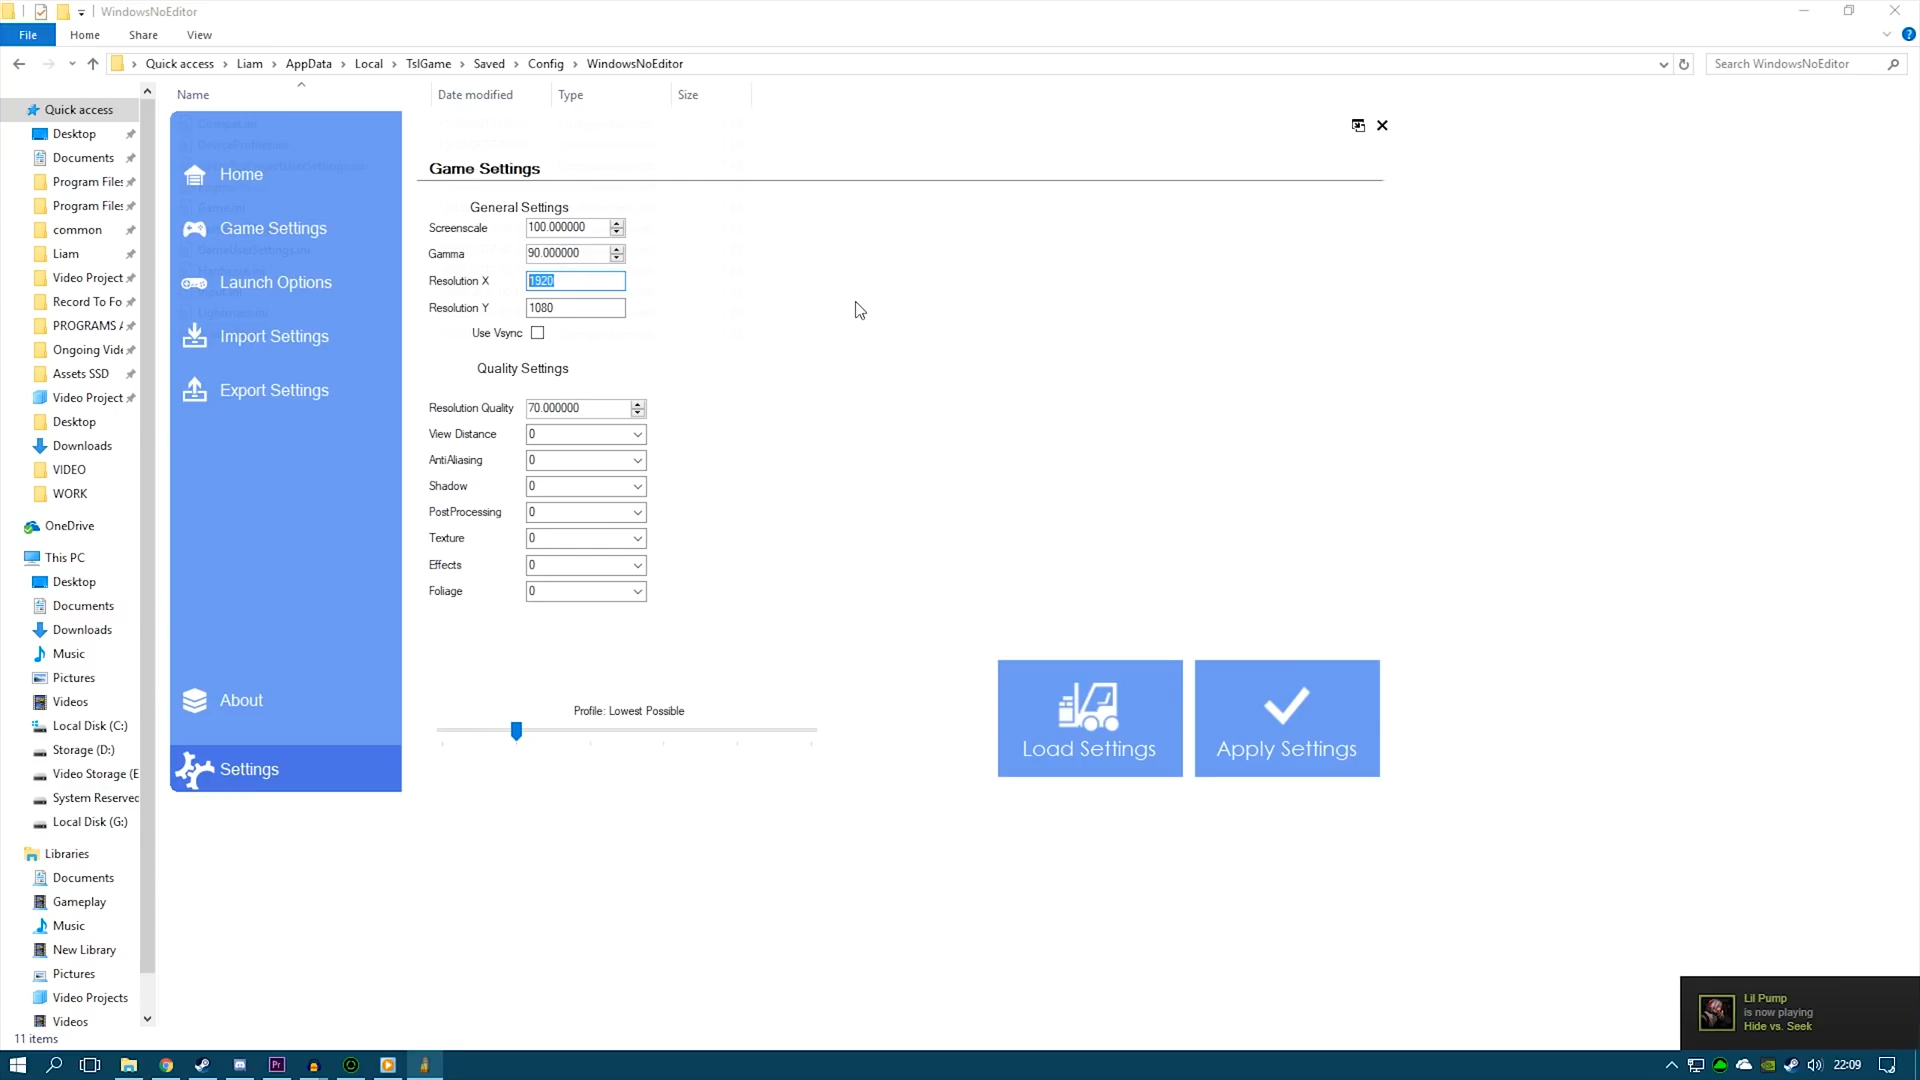 WindowsNoEditor
File Home Share View
Quick access Liam AppData Local TslGame Saved Config WindowsNoEditor
Search WindowsNoEditor
Name Date modified Type Size
Quick access
Desktop
Documents
Program Files
Program Files
common
Liam
Video Project
Record To Fo
PROGRAMS A
Ongoing Vide
Assets SSD
Video Project
Desktop
Downloads
VIDEO
WORK
OneDrive
This PC
Desktop
Documents
Downloads
Music
Pictures
Videos
Local Disk (C:)
Storage (D:)
Video Storage (E
System Reserved
Local Disk (G:)
Libraries
Documents
Gameplay
Music
New Library
Pictures
Video Projects
Videos
11 items
Home
Game Settings
Launch Options
Import Settings
Export Settings
About
Settings
Game Settings
General Settings
Screenscale 100.000000
Gamma 90.000000
Resolution X 1920
Resolution Y 1080
Use Vsync
Quality Settings
Resolution Quality 70.000000
View Distance 0
AntiAliasing 0
Shadow 0
PostProcessing 0
Texture 0
Effects 0
Foliage 0
Profile: Lowest Possible
Load Settings
Apply Settings
Lil Pump
is now playing
Hide vs. Seek
Pr
22:09